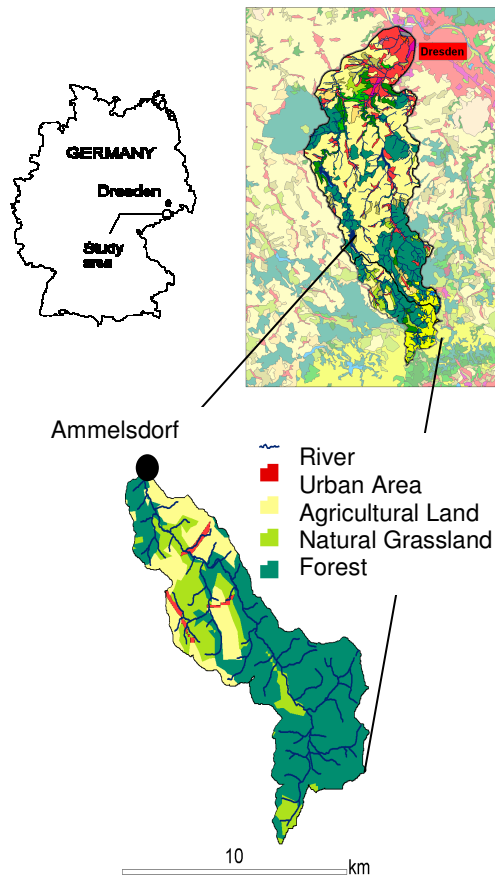 Dresden
GERMANY
Dresden
Study
area
Ammelsdorf
River
Urban Area
Agricultural Land
Natural Grassland
Forest
10
km